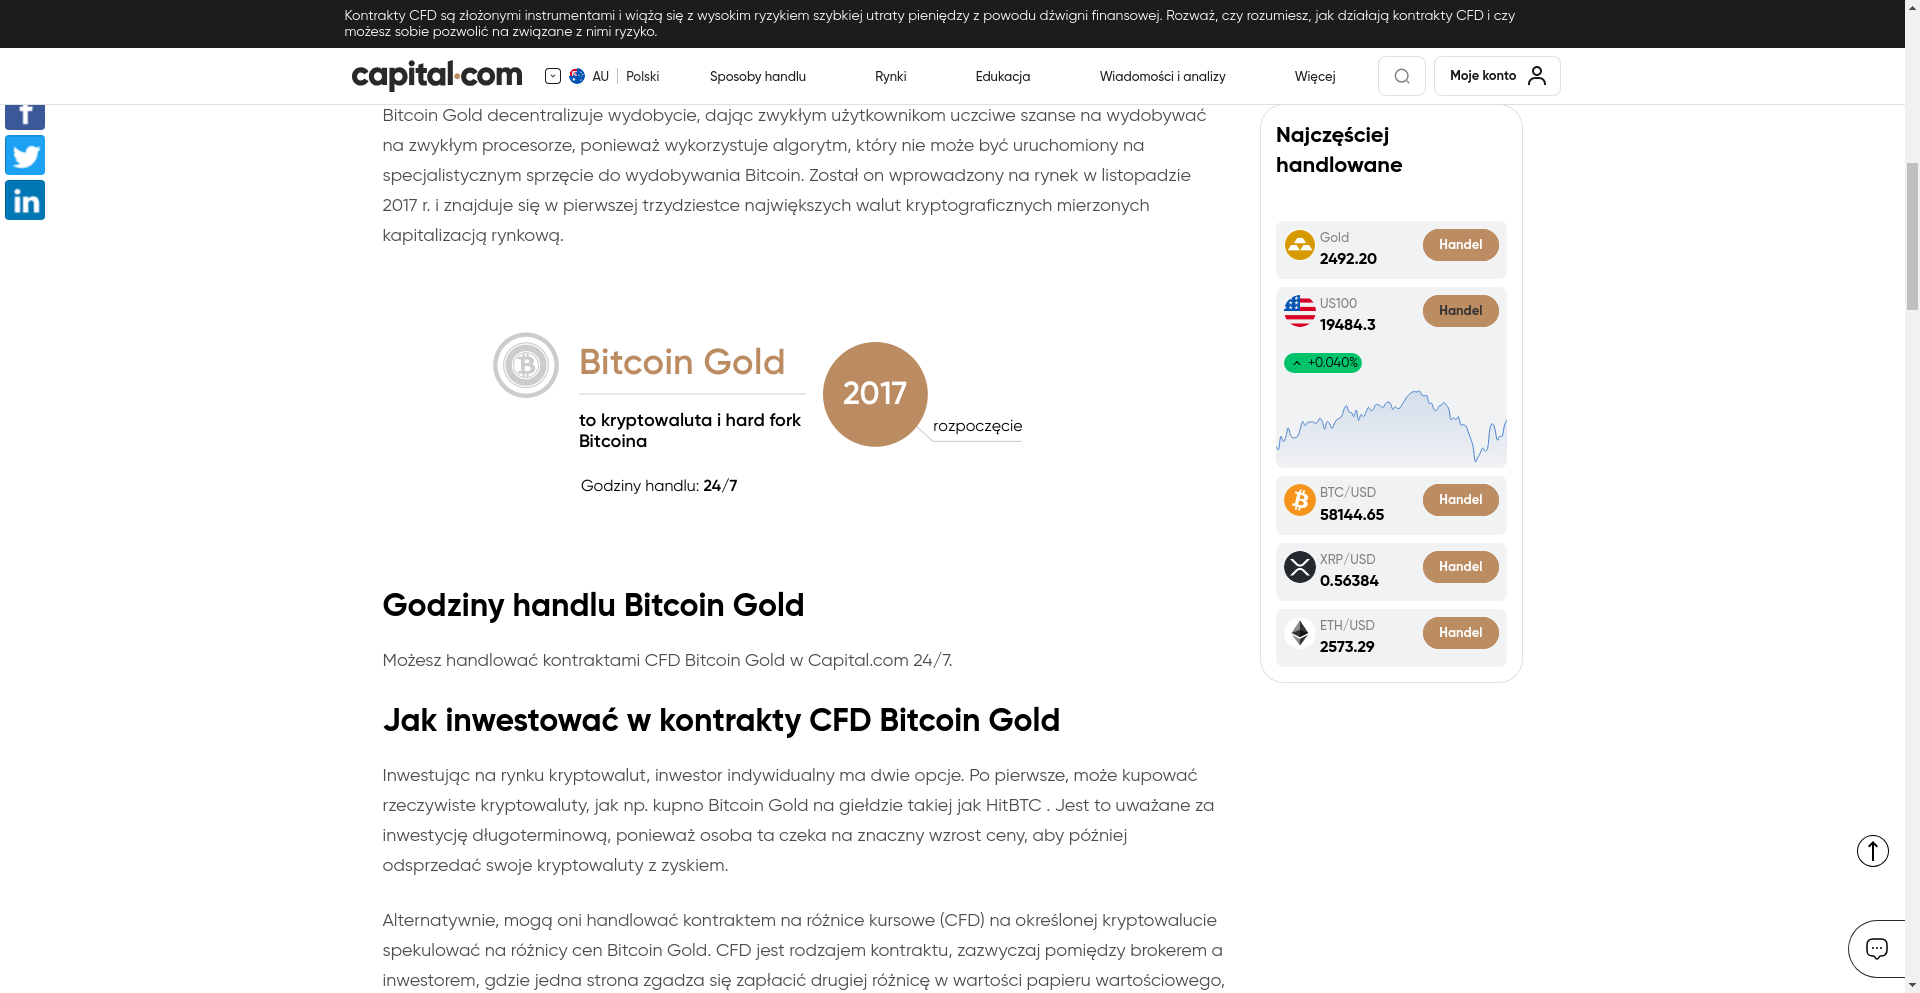 Kontrakty CFD są złożonymi instrumentami i wiążą się z wysokim ryzykiem szybkiej utraty pieniędzy z powodu dźwigni finansowej. Rozważ, czy rozumiesz, jak działają kontrakty CFD i czy
możesz sobie pozwolić na związane z nimi ryzyko.
capital.com
AU
Polski
Sposoby handlu
Rynki
Edukacja
Wiadomości i analizy
Więcej
Moje konto
Bitcoin Gold decentralizuje wydobycie, dając zwykłym użytkownikom uczciwe szanse na wydobywać
na zwykłym procesorze, ponieważ wykorzystuje algorytm, który nie może być uruchomiony na
specjalistycznym sprzęcie do wydobywania Bitcoin. Został on wprowadzony na rynek w listopadzie
2017 r. i znajduje się w pierwszej trzydziestce największych walut kryptograficznych mierzonych
kapitalizacją rynkową.
Bitcoin Gold
to kryptowaluta i hard fork
Bitcoina
Godziny handlu: 24/7
2017
rozpoczęcie
Godziny handlu Bitcoin Gold
Możesz handlować kontraktami CFD Bitcoin Gold w Capital.com 24/7.
Jak inwestować w kontrakty CFD Bitcoin Gold
Inwestując na rynku kryptowalut, inwestor indywidualny ma dwie opcje. Po pierwsze, może kupować
rzeczywiste kryptowaluty, jak np. kupno Bitcoin Gold na giełdzie takiej jak HitBTC . Jest to uważane za
inwestycję długoterminową, ponieważ osoba ta czeka na znaczny wzrost ceny, aby później
odsprzedać swoje kryptowaluty z zyskiem.
Alternatywnie, mogą oni handlować kontraktem na różnice kursowe (CFD) na określonej kryptowalucie
spekulować na różnicy cen Bitcoin Gold. CFD jest rodzajem kontraktu, zazwyczaj pomiędzy brokerem a
inwestorem, gdzie jedna strona zgadza się zapłacić drugiej różnicę w wartości papieru wartościowego,
Najczęściej
handlowane
Gold
2492.20
Handel
US100
19484.3
Handel
+0.040%
BTC/USD
58144.65
Handel
XRP/USD
0.56384
Handel
ETH/USD
2573.29
Handel